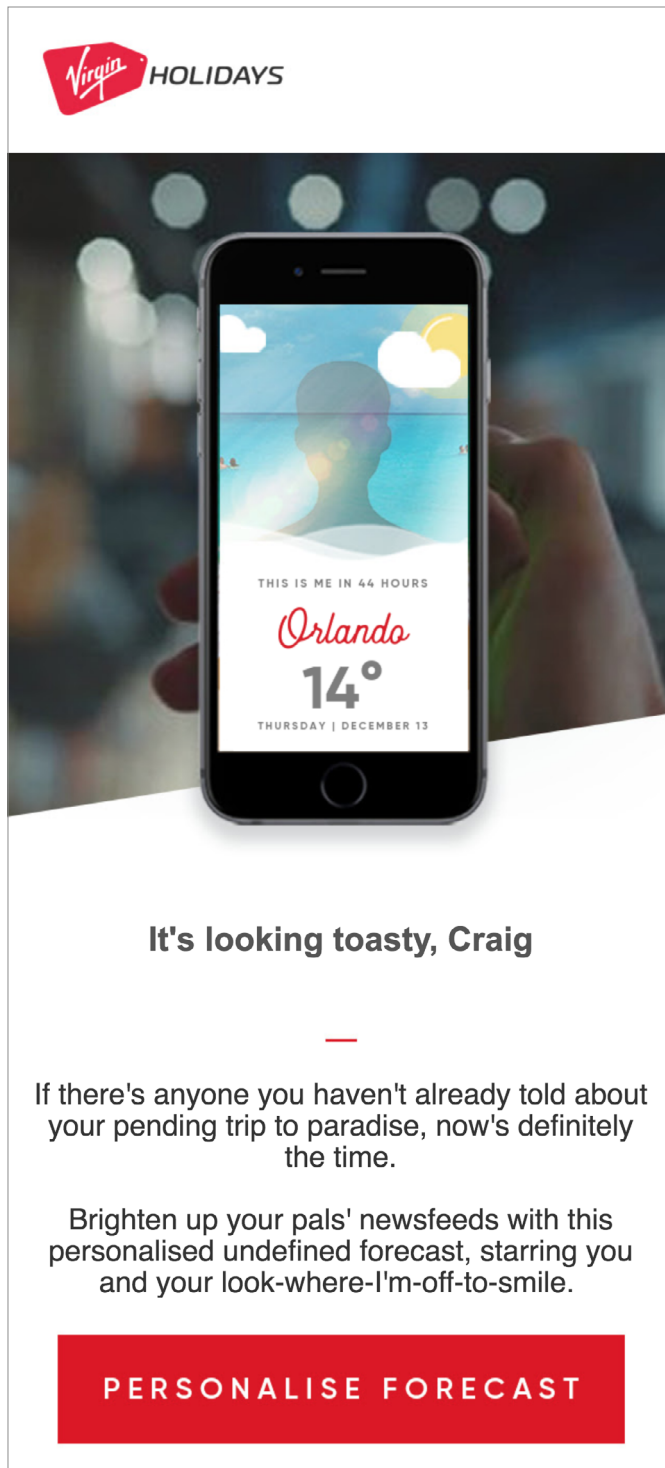 Virgin HOLIDAYS
THIS IS ME IN 44 HOURS
Orlando
14°
THURSDAY | DECEMBER 13
It's looking toasty, Craig
If there's anyone you haven't already told about
your pending trip to paradise, now's definitely
the time.
Brighten up your pals' newsfeeds with this
personalised undefined forecast, starring you
and your look-where-I'm-off-to-smile.
PERSONALISE FORECAST